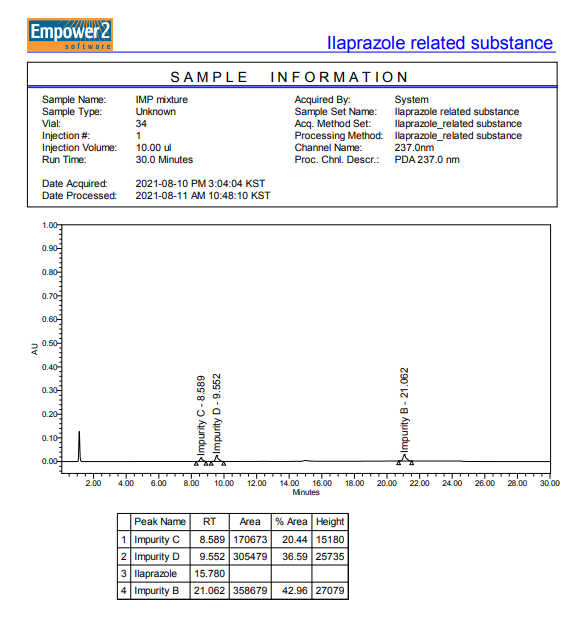 Empower2
software
Ilaprazole related substance
SAMPLE INFORMATION
Sample Name: IMP mixture
Sample Type: Unknown
Vial: 34
Injection #: 1
Injection Volume: 10.00 ul
Run Time: 30.0 Minutes
Date Acquired: 2021-08-10 PM 3:04:04 KST
Date Processed: 2021-08-11 AM 10:48:10 KST
Acquired By: System
Sample Set Name: Ilaprazole related substance
Acq. Method Set: Ilaprazole_related substance
Processing Method: Ilaprazole_related substance
Channel Name: 237.0nm
Proc. Chnl. Descr.: PDA 237.0 nm
AU
1.00
0.90
0.80
0.70
0.60
0.50
0.40
0.30
0.20
0.10
0.00
Impurity C - 8.589
Impurity D - 9.552
Impurity B - 21.062
2.00 4.00 6.00 8.00 10.00 12.00 14.00 16.00 18.00 20.00 22.00 24.00 26.00 28.00 30.00
Minutes
Peak Name RT Area % Area Height
1 Impurity C 8.589 170673 20.44 15180
2 Impurity D 9.552 305479 36.59 25735
3 Ilaprazole 15.780
4 Impurity B 21.062 358679 42.96 27079